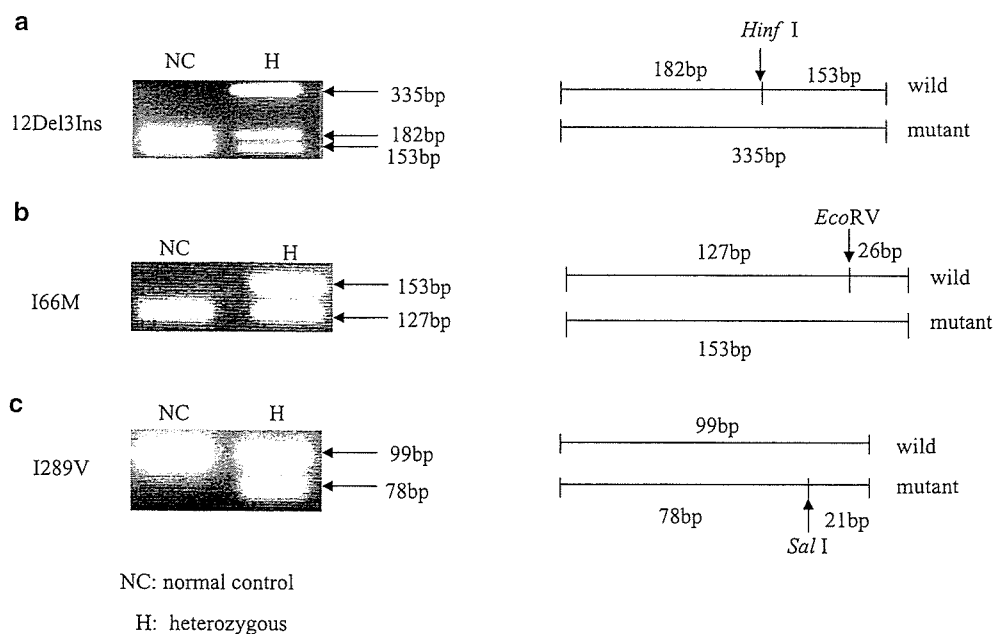 a
Hinf I
NC H
182bp 153bp
335bp
wild
12Del3Ins
182bp
mutant
153bp
335bp
b
EcoRV
NC H
127bp 26bp
153bp
wild
I66M
127bp
mutant
153bp
c
NC H
99bp
99bp
wild
I289V
78bp
mutant
78bp 21bp
Sal I
NC: normal control
H: heterozygous